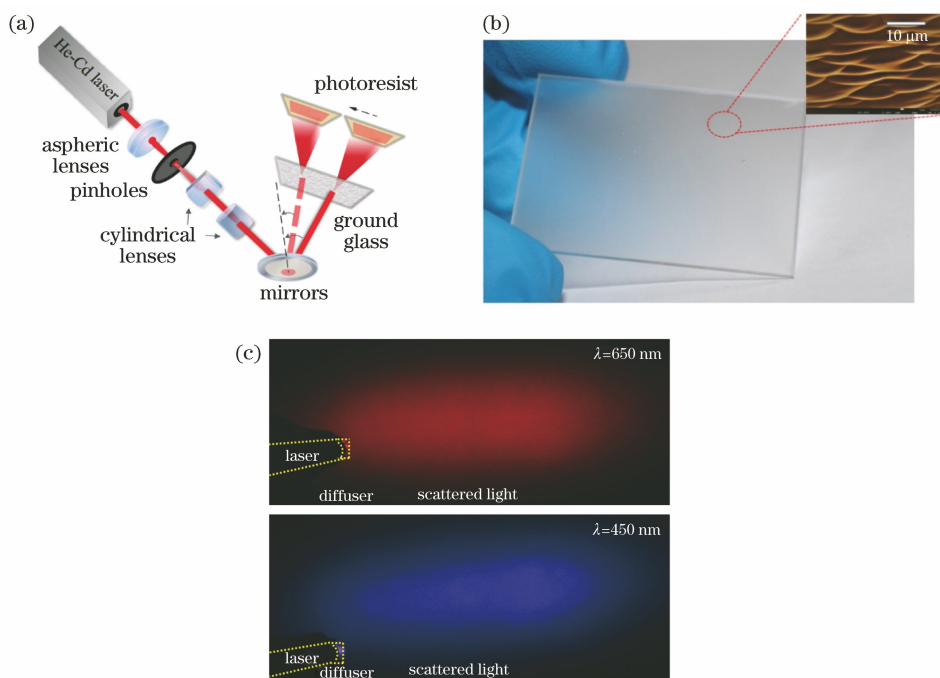 (a)
He-Cd laser
aspheric
lenses
pinholes
cylindrical
lenses
mirrors
photoresist
ground
glass
(b)
10 μm
(c)
λ=650 nm
laser
diffuser
scattered light
λ=450 nm
laser
diffuser
scattered light